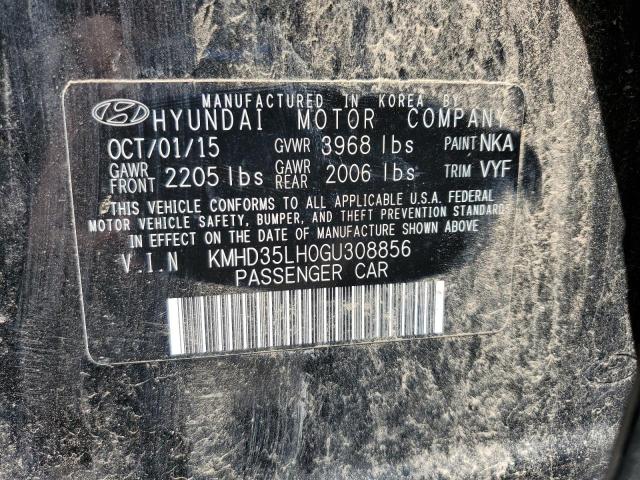 MANUFACTURED IN KOREA BY
HYUNDAI MOTOR COMPANY
OCT/01/15 GVWR 3968 lbs PAINT NKA
GAWR FRONT 2205 lbs GAWR REAR 2006 lbs TRIM VYF
THIS VEHICLE CONFORMS TO ALL APPLICABLE U.S.A. FEDERAL
MOTOR VEHICLE SAFETY, BUMPER, AND THEFT PREVENTION STANDARDS
IN EFFECT ON THE DATE OF MANUFACTURE SHOWN ABOVE
V.I.N KMHD35LH0GU308856
PASSENGER CAR